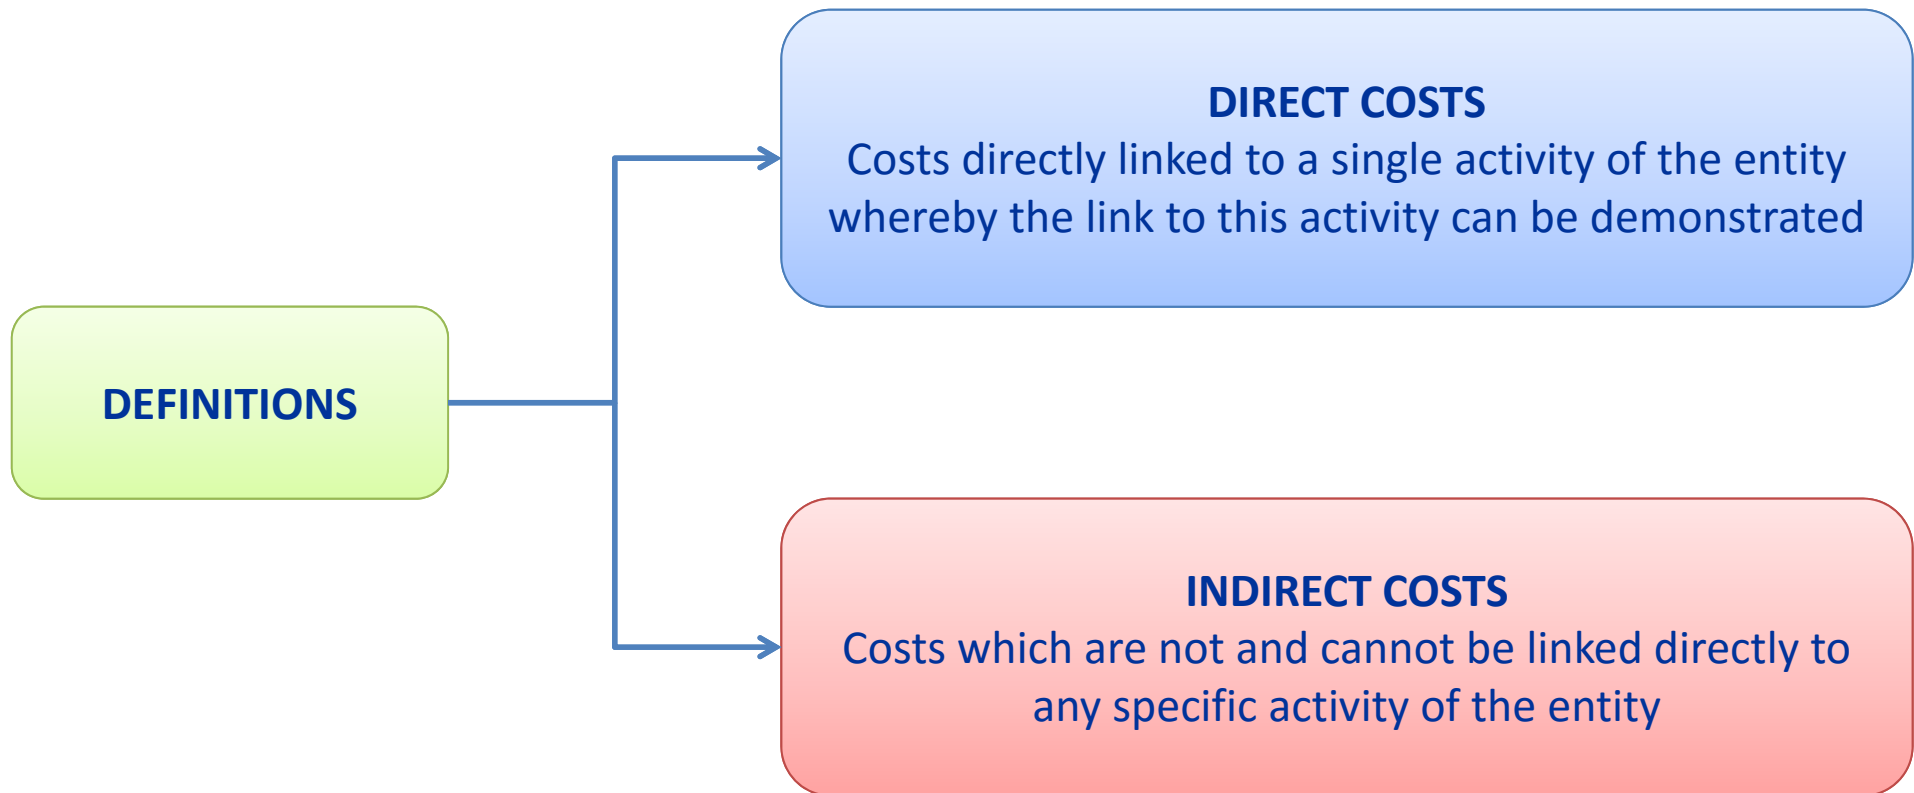 DIRECT COSTS
Costs directly linked to a single activity of the entity
whereby the link to this activity can be demonstrated
DEFINITIONS
INDIRECT COSTS
Costs which are not and cannot be linked directly to
any specific activity of the entity